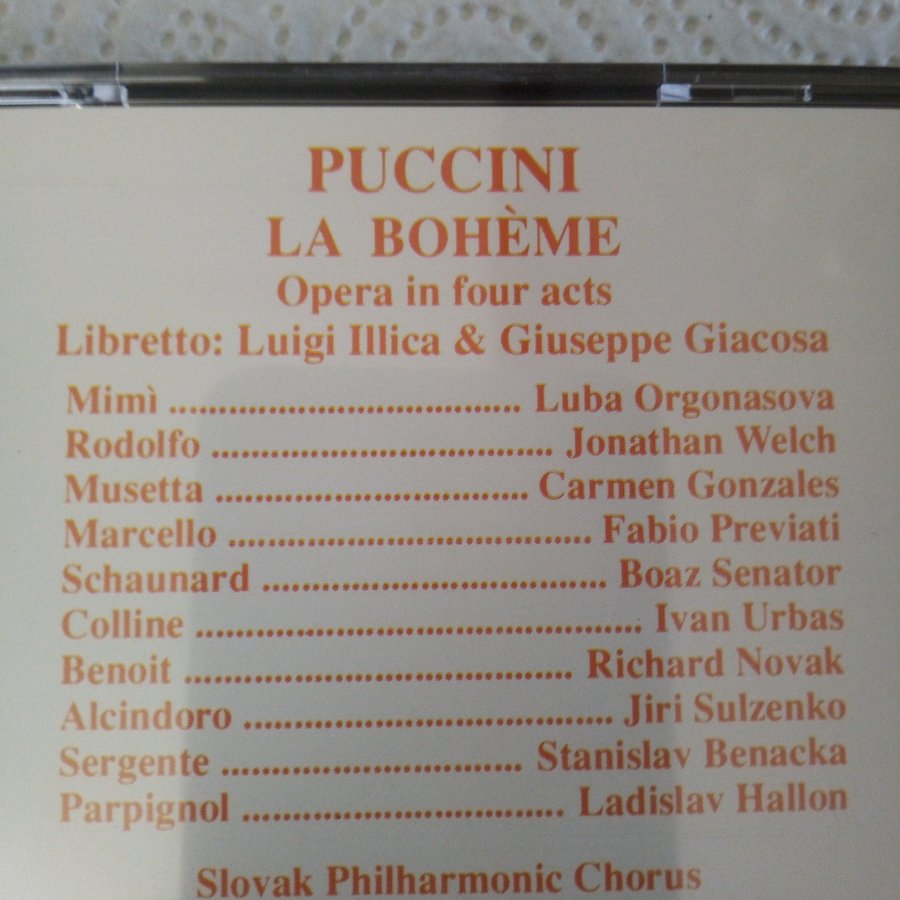 PUCCINI
LA BOHÈME
Opera in four acts
Libretto: Luigi Illica & Giuseppe Giacosa
Mimì ..................................... Luba Orgonasova
Rodolfo ................................... Jonathan Welch
Musetta ................................ Carmen Gonzales
Marcello ..................................... Fabio Previati
Schaunard ................................... Boaz Senator
Colline .............................................. Ivan Urbas
Benoit ........................................ Richard Novak
Alcindoro ...................................... Jiri Sulzenko
Sergente ............................... Stanislav Benacka
Parpignol ................................. Ladislav Hallon
Slovak Philharmonic Chorus